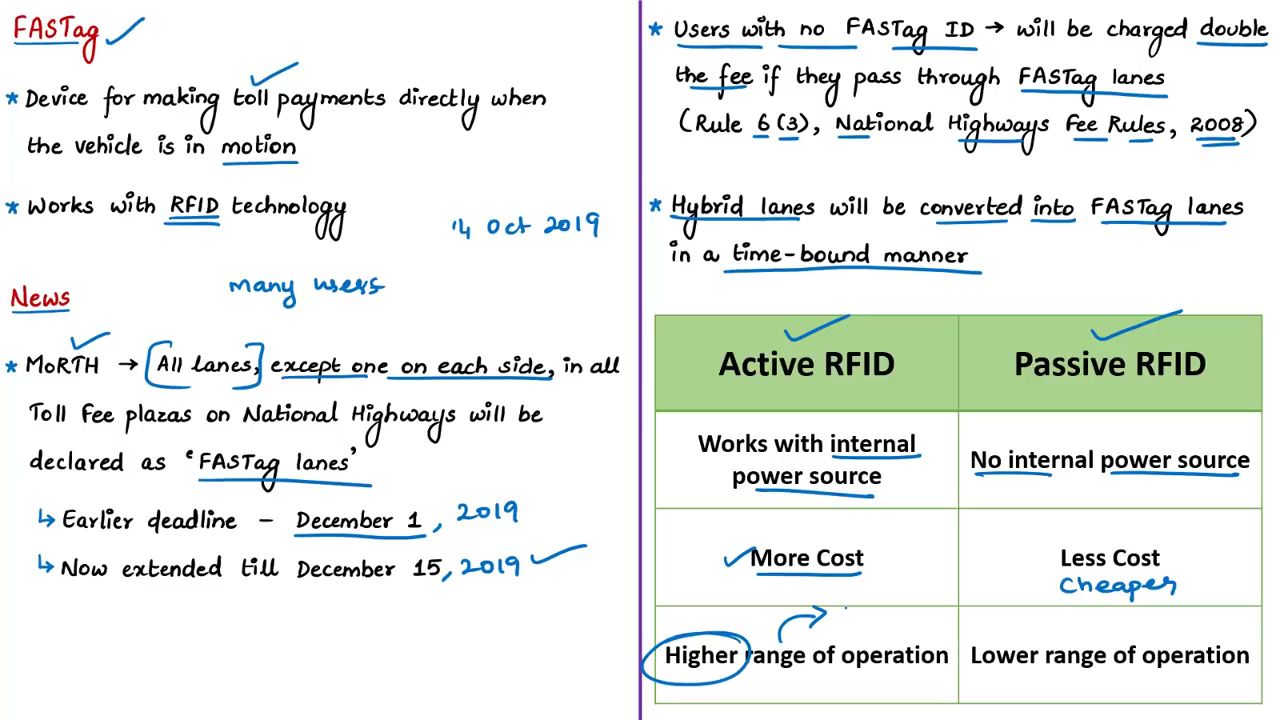 FASTag
* Device for making toll payments directly when
the vehicle is in motion
* Works with RFID technology
14 Oct 2019
many users
News
* MoRTH → [All lanes,] except one on each side, in all
Toll Fee plazas on National Highways will be
declared as 'FASTag lanes'
↳ Earlier deadline - December 1, 2019
↳ Now extended till December 15, 2019
* Users with no FASTag ID → will be charged double
the fee if they pass through FASTag lanes
(Rule 6(3), National Highways Fee Rules, 2008)
* Hybrid lanes will be converted into FASTag lanes
in a time-bound manner
Active RFID Passive RFID
Works with internal
power source
No internal power source
More Cost Less Cost
Cheaper
Higher range of operation Lower range of operation